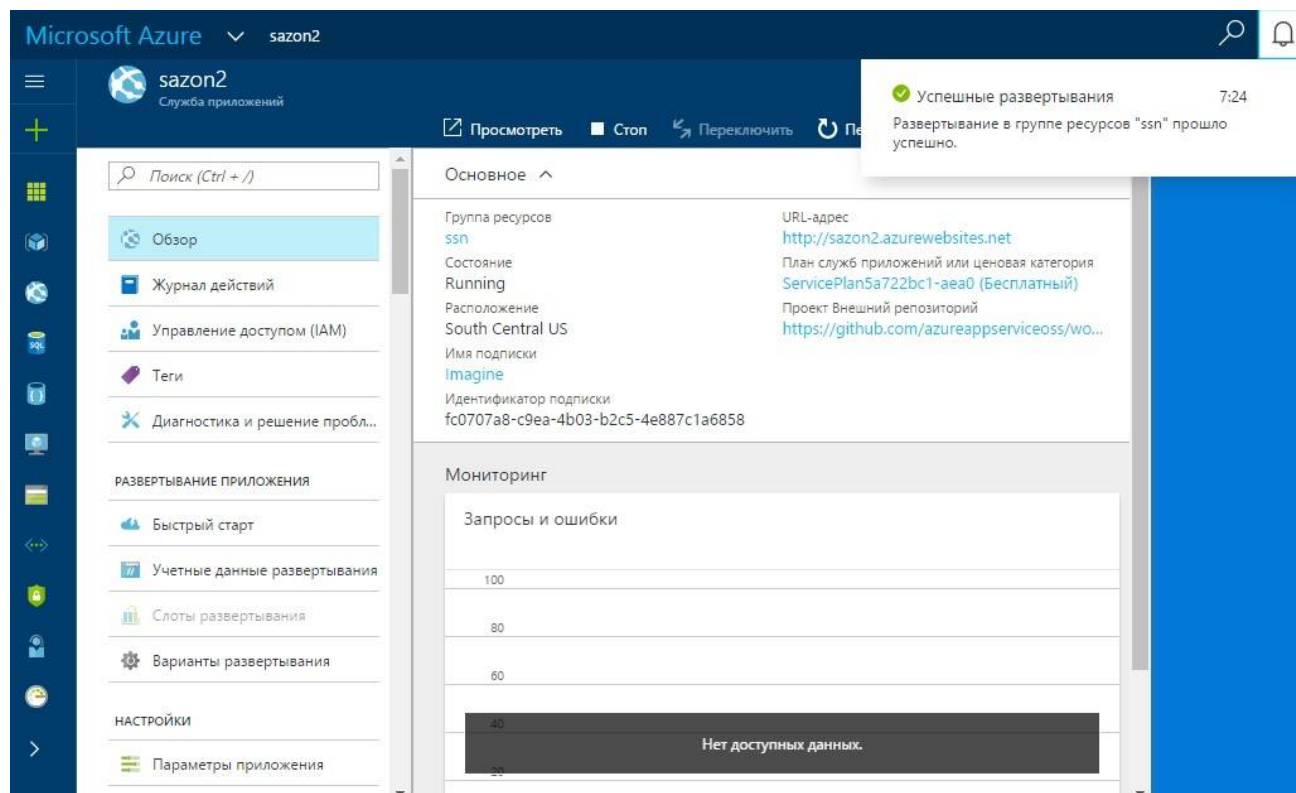 Microsoft Azure sazon2
sazon2
Служба приложений
Просмотреть Стоп Переключить
Успешные развертывания 7:24
Развертывание в группе ресурсов "ssn" прошло
успешно.
Поиск (Ctrl + /)
Обзор
Журнал действий
Управление доступом (IAM)
Теги
Диагностика и решение пробл...
РАЗВЕРТЫВАНИЕ ПРИЛОЖЕНИЯ
Быстрый старт
Учетные данные развертывания
Слоты развертывания
Варианты развертывания
НАСТРОЙКИ
Параметры приложения
Основное
Группа ресурсов
ssn
Состояние
Running
Расположение
South Central US
Имя подписки
Imagine
Идентификатор подписки
fc0707a8-c9ea-4b03-b2c5-4e887c1a6858
URL-адрес
http://sazon2.azurewebsites.net
План служб приложений или ценовая категория
ServicePlan5a722bc1-aea0 (Бесплатный)
Проект Внешний репозиторий
https://github.com/azureappserviceoss/wo...
Мониторинг
Запросы и ошибки
100
80
60
40
Нет доступных данных.
20